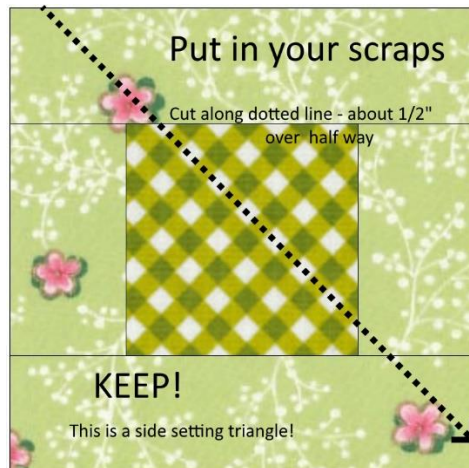 Put in your scraps
Cut along dotted line - about 1/2"
over half way
KEEP!
This is a side setting triangle!